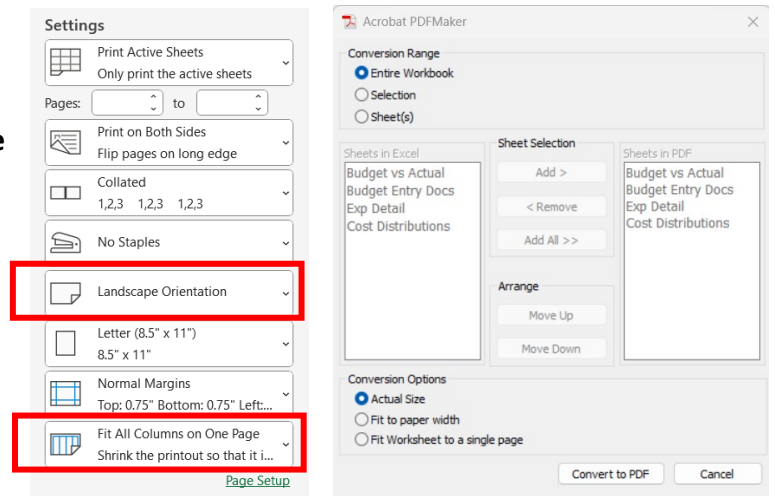 Settings
Print Active Sheets
Only print the active sheets
Pages: to
e
Print on Both Sides
Flip pages on long edge
Collated
1,2,3 1,2,3 1,2,3
No Staples
Landscape Orientation
Letter (8.5" x 11")
8.5" x 11"
Normal Margins
Top: 0.75" Bottom: 0.75" Left:...
Fit All Columns on One Page
Shrink the printout so that it i...
Page Setup
Acrobat PDFMaker
Conversion Range
Entire Workbook
Selection
Sheet(s)
Sheets in Excel
Budget vs Actual
Budget Entry Docs
Exp Detail
Cost Distributions
Sheet Selection
Add >
< Remove
Add All >>
Arrange
Move Up
Move Down
Sheets in PDF
Budget vs Actual
Budget Entry Docs
Exp Detail
Cost Distributions
Conversion Options
Actual Size
Fit to paper width
Fit Worksheet to a single page
Convert to PDF
Cancel